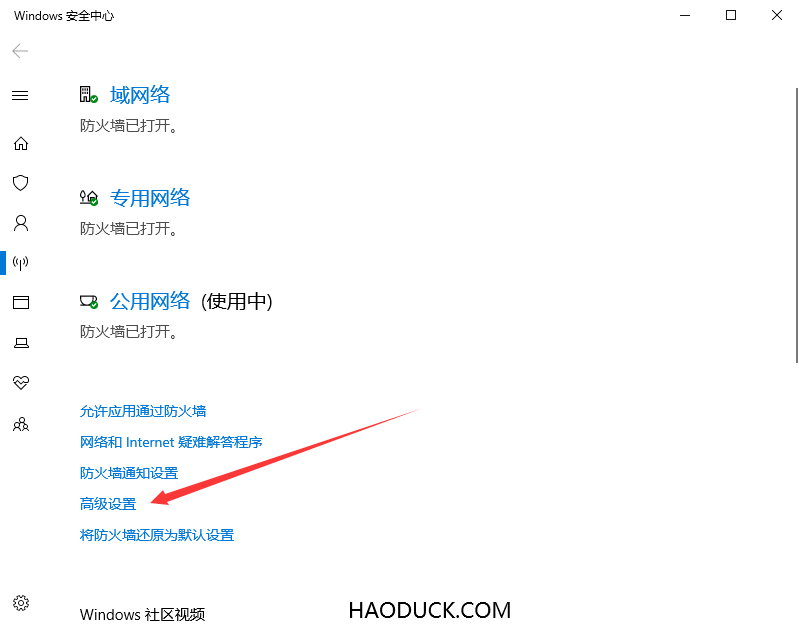 Windows 安全中心
域网络
防火墙已打开。
专用网络
防火墙已打开。
公用网络 (使用中)
防火墙已打开。
允许应用通过防火墙
网络和 Internet 疑难解答程序
防火墙通知设置
高级设置
将防火墙还原为默认设置
Windows 社区视频
HAODUCK.COM